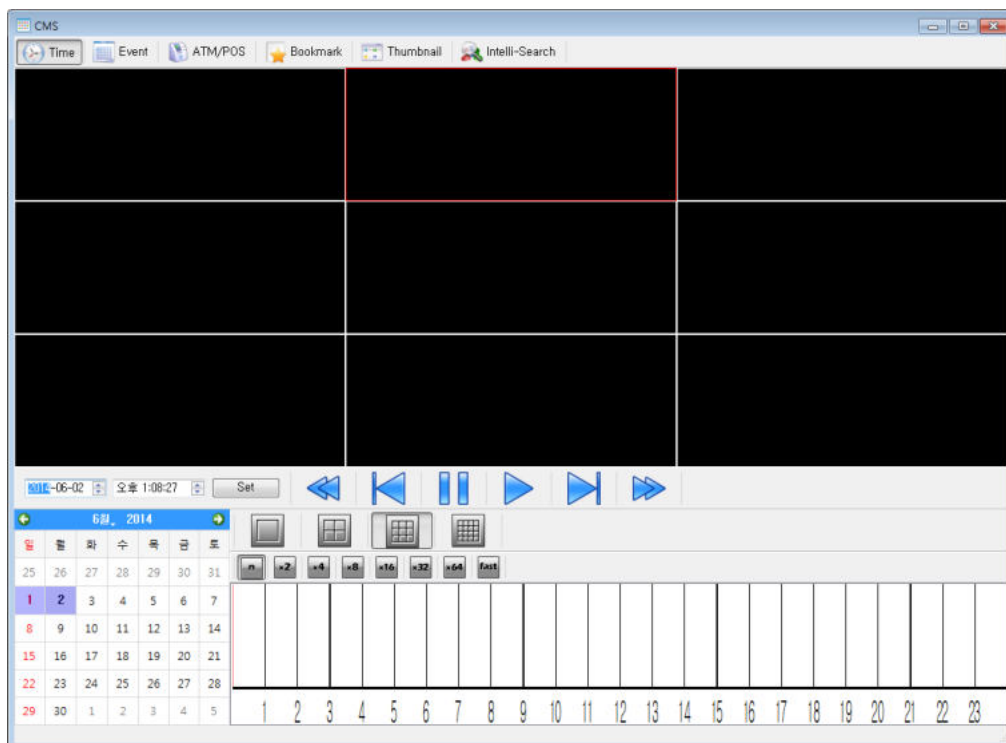 CMS
Time Event ATM/POS Bookmark Thumbnail Intelli-Search
2014-06-02 오후 1:08:27 Set
6월, 2014
일 월 화 수 목 금 토
25 26 27 28 29 30 31
n x2 x4 x8 x16 x32 x64 fast
1 2 3 4 5 6 7
8 9 10 11 12 13 14
15 16 17 18 19 20 21
22 23 24 25 26 27 28
29 30 1 2 3 4 5
1 2 3 4 5 6 7 8 9 10 11 12 13 14 15 16 17 18 19 20 21 22 23